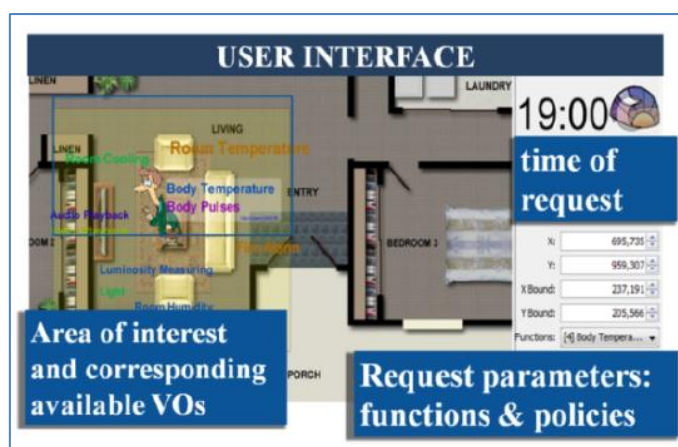 USER INTERFACE
LINEN
LAUNDRY
19:00
LIVING
Room Temperature
LINEN
Room Cooling
time of
request
Body Temperature
ENTRY
Body Pulses
Audio Playback
BEDROOM 2
X: 695,735
Y: 959,307
Luminosity Measuring
X Bound: 237,191
Light
Y Bound: 205,566
Room Humidity
Functions: [4] Body Tempera...
Area of interest
and corresponding
available VOs
PORCH
Request parameters:
functions & policies